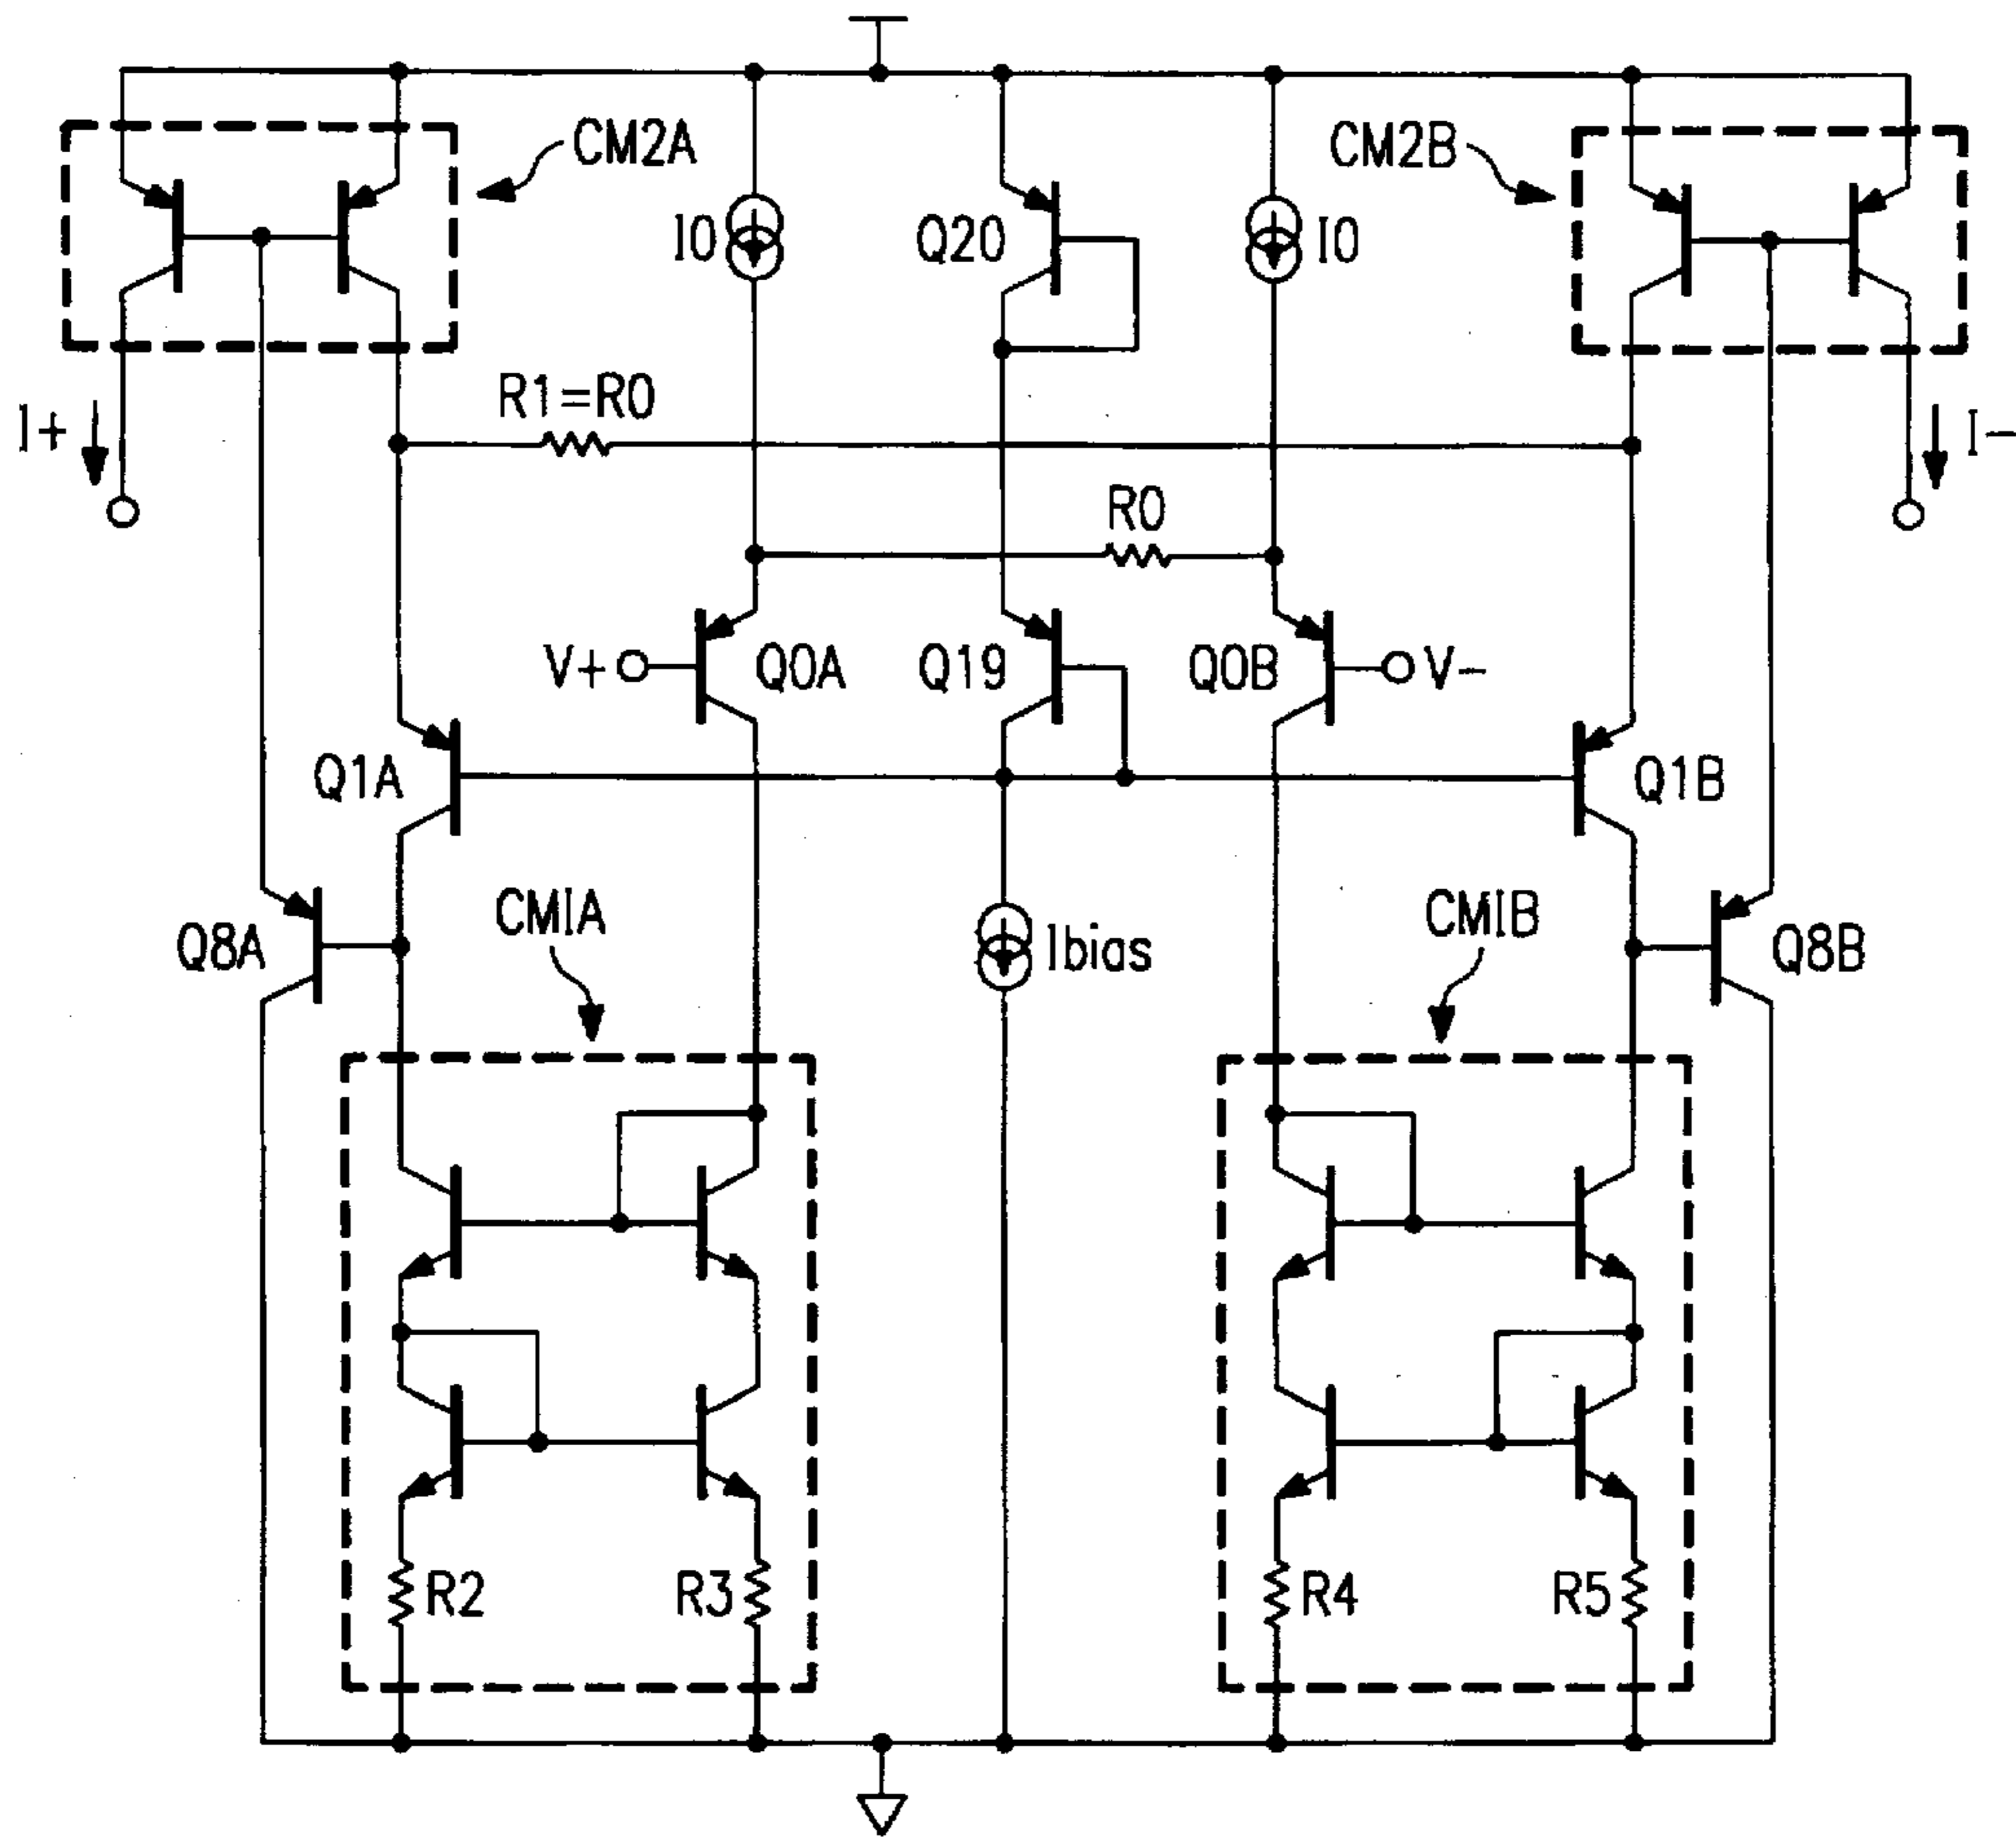 CM2A
CM2B
I0
Q20
I0
R1=R0
I+
I-
R0
V+
Q0A
Q19
Q0B
V-
Q1A
Q1B
CMIA
CMIB
Q8A
Ibias
Q8B
R2
R3
R4
R5